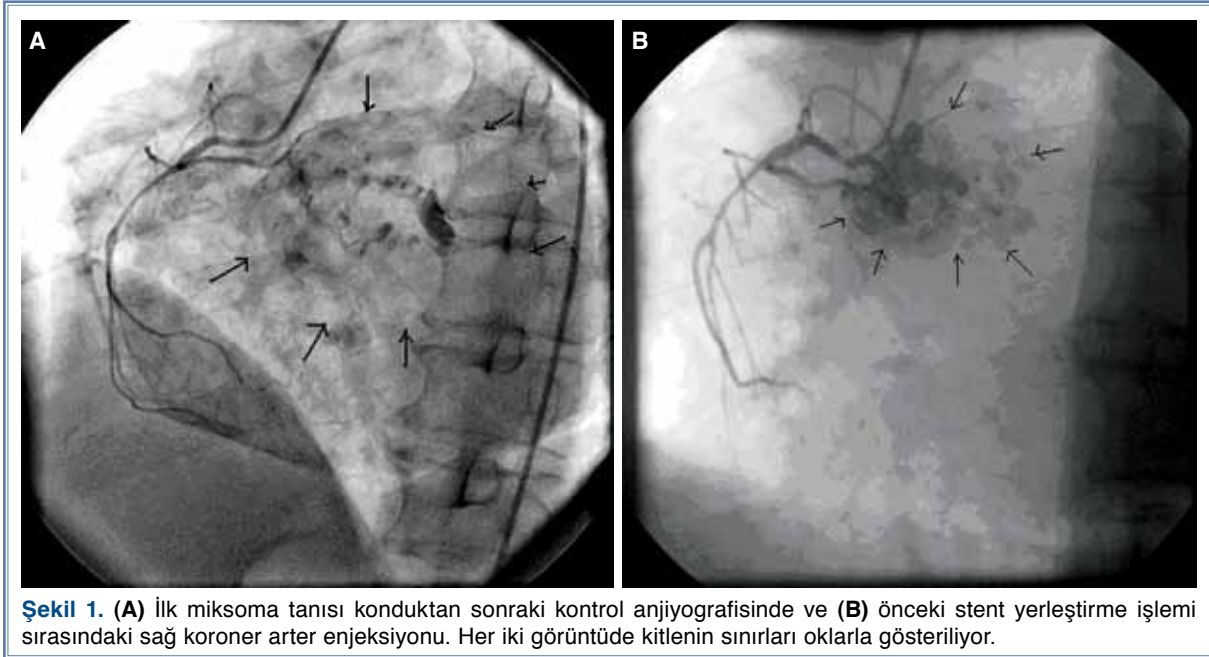 A
B
Şekil 1. (A) İlk miksoma tanısı konduktan sonraki kontrol anjiyografisinde ve (B) önceki stent yerleştirme işlemi
sırasındaki sağ koroner arter enjeksiyonu. Her iki görüntüde kitlenin sınırları oklarla gösteriliyor.